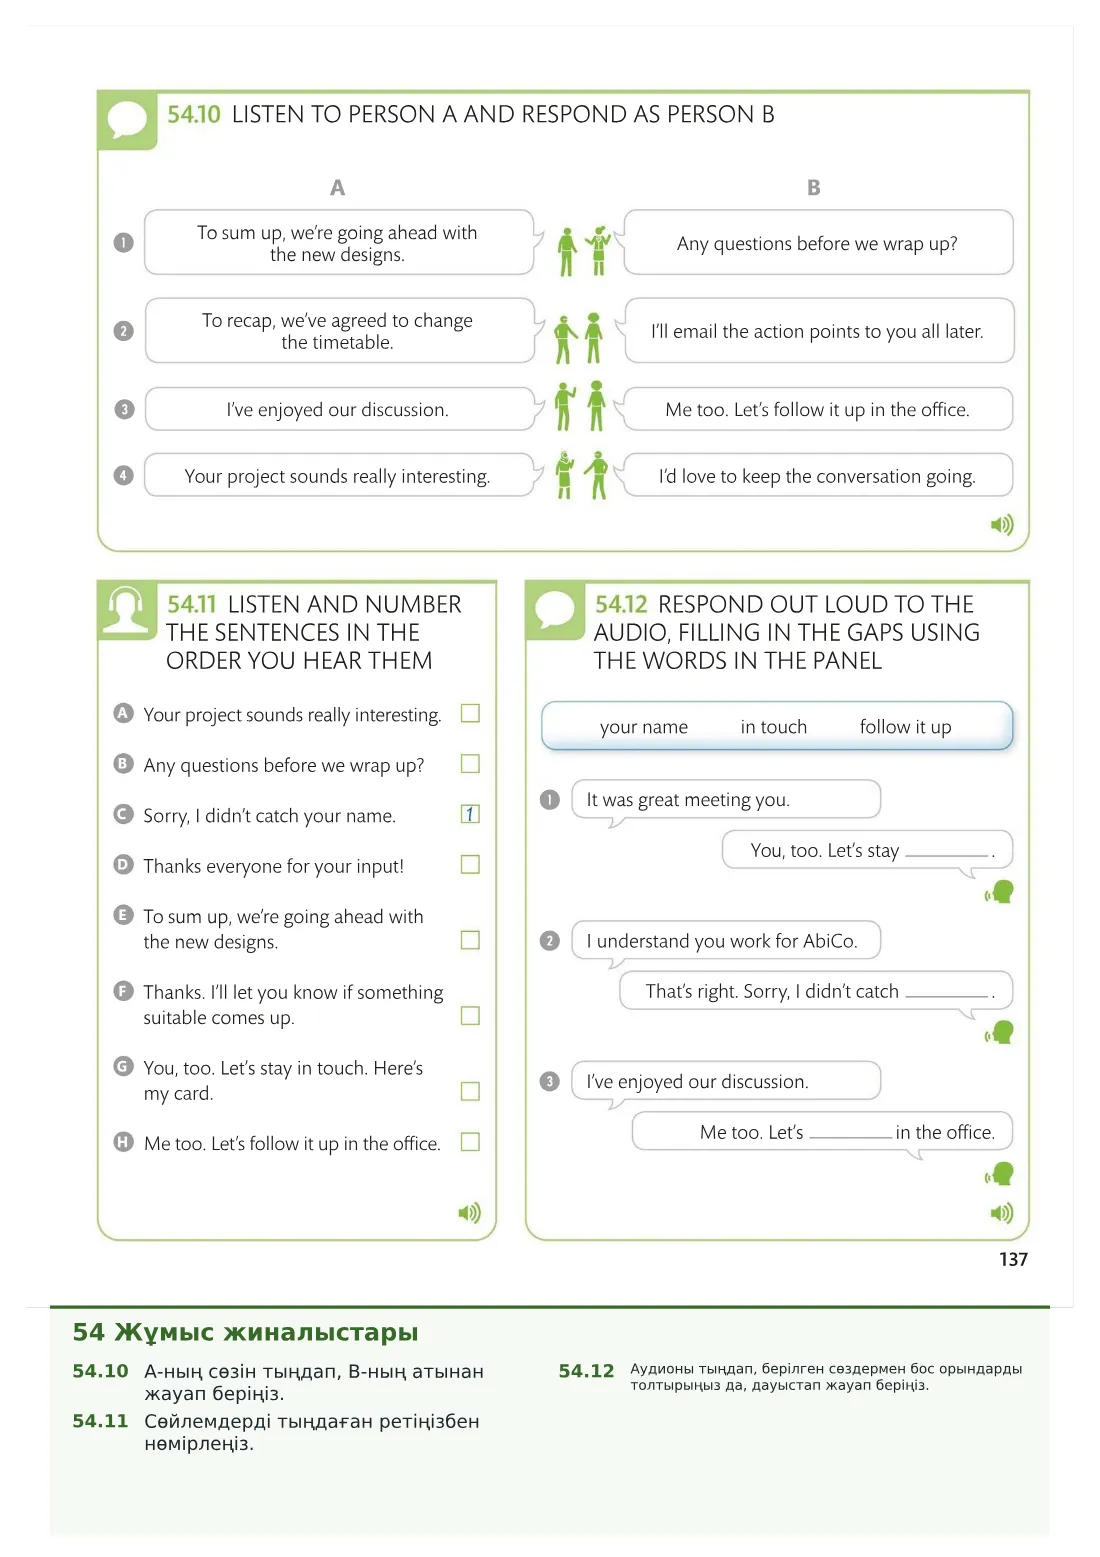 54.10 LISTEN TO PERSON A AND RESPOND AS PERSON B
A
B
1
To sum up, we're going ahead with
the new designs.
Any questions before we wrap up?
2
To recap, we've agreed to change
the timetable.
I'll email the action points to you all later.
3
I've enjoyed our discussion.
Me too. Let's follow it up in the office.
4
Your project sounds really interesting.
I'd love to keep the conversation going.
54.11 LISTEN AND NUMBER
THE SENTENCES IN THE
ORDER YOU HEAR THEM
A Your project sounds really interesting.
B Any questions before we wrap up?
C Sorry, I didn't catch your name. 1
D Thanks everyone for your input!
E To sum up, we're going ahead with
the new designs.
F Thanks. I'll let you know if something
suitable comes up.
G You, too. Let's stay in touch. Here's
my card.
H Me too. Let's follow it up in the office.
54.12 RESPOND OUT LOUD TO THE
AUDIO, FILLING IN THE GAPS USING
THE WORDS IN THE PANEL
your name in touch follow it up
1 It was great meeting you.
You, too. Let's stay ________ .
2 I understand you work for AbiCo.
That's right. Sorry, I didn't catch ________ .
3 I've enjoyed our discussion.
Me too. Let's ________ in the office.
137
54 Жұмыс жиналыстары
54.10 А-ның сөзін тыңдап, В-ның атынан
жауап беріңіз.
54.11 Сөйлемдерді тыңдаған ретіңізбен
нөмірлеңіз.
54.12 Аудионы тыңдап, берілген сөздермен бос орындарды
толтырыңыз да, дауыстап жауап беріңіз.